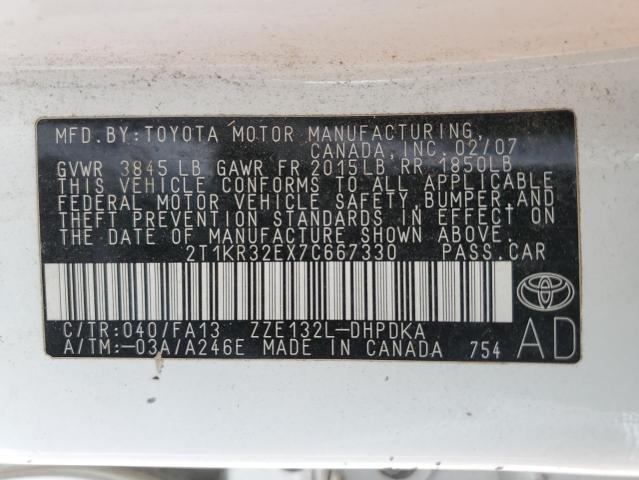 MFD.BY:TOYOTA MOTOR MANUFACTURING,
CANADA, INC. 02/07
GVWR 3845 LB GAWR FR 2015LB RR 1850LB
THIS VEHICLE CONFORMS TO ALL APPLICABLE
FEDERAL MOTOR VEHICLE SAFETY, BUMPER, AND
THEFT PREVENTION STANDARDS IN EFFECT ON
THE DATE OF MANUFACTURE SHOWN ABOVE.
2T1KR32EX7C667330 PASS.CAR
C/TR:040/FA13 ZZE132L-DHPDKA
A/TM:-03A/A246E MADE IN CANADA 754
AD